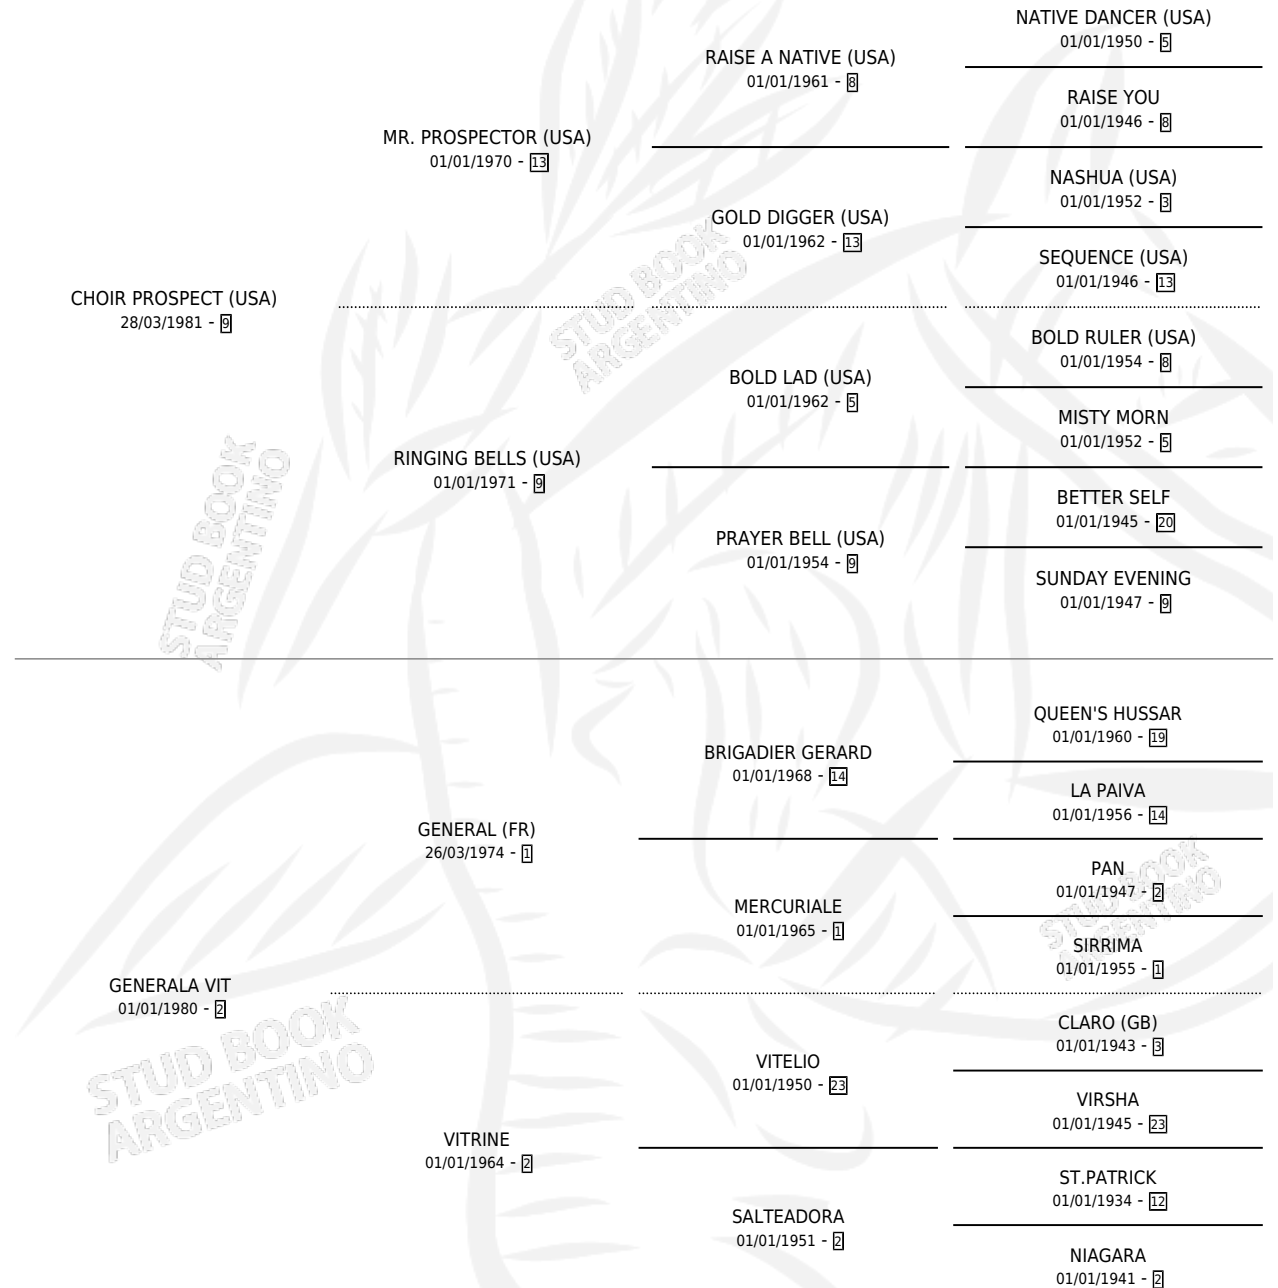 NATIVE DANCER (USA)
01/01/1950 - 5
RAISE A NATIVE (USA)
01/01/1961 - 8
RAISE YOU
01/01/1946 - 8
MR. PROSPECTOR (USA)
01/01/1970 - 13
NASHUA (USA)
01/01/1952 - 3
GOLD DIGGER (USA)
01/01/1962 - 13
SEQUENCE (USA)
01/01/1946 - 13
CHOIR PROSPECT (USA)
28/03/1981 - 9
STUD BOOK
ARGENTINO
BOLD RULER (USA)
01/01/1954 - 8
BOLD LAD (USA)
01/01/1962 - 5
MISTY MORN
01/01/1952 - 5
RINGING BELLS (USA)
01/01/1971 - 9
STUD BOOK
ARGENTINO
BETTER SELF
01/01/1945 - 20
PRAYER BELL (USA)
01/01/1954 - 9
SUNDAY EVENING
01/01/1947 - 9
QUEEN'S HUSSAR
01/01/1960 - 19
BRIGADIER GERARD
01/01/1968 - 14
LA PAIVA
01/01/1956 - 14
GENERAL (FR)
26/03/1974 - 1
PAN
01/01/1947 - 2
MERCURIALE
01/01/1965 - 1
SIRRIMA
01/01/1955 - 1
STUD BOOK
ARGENTINO
GENERALA VIT
01/01/1980 - 2
STUD BOOK
ARGENTINO
CLARO (GB)
01/01/1943 - 3
VITELIO
01/01/1950 - 23
VIRSHA
01/01/1945 - 23
VITRINE
01/01/1964 - 2
ST.PATRICK
01/01/1934 - 12
SALTEADORA
01/01/1951 - 2
NIAGARA
01/01/1941 - 2